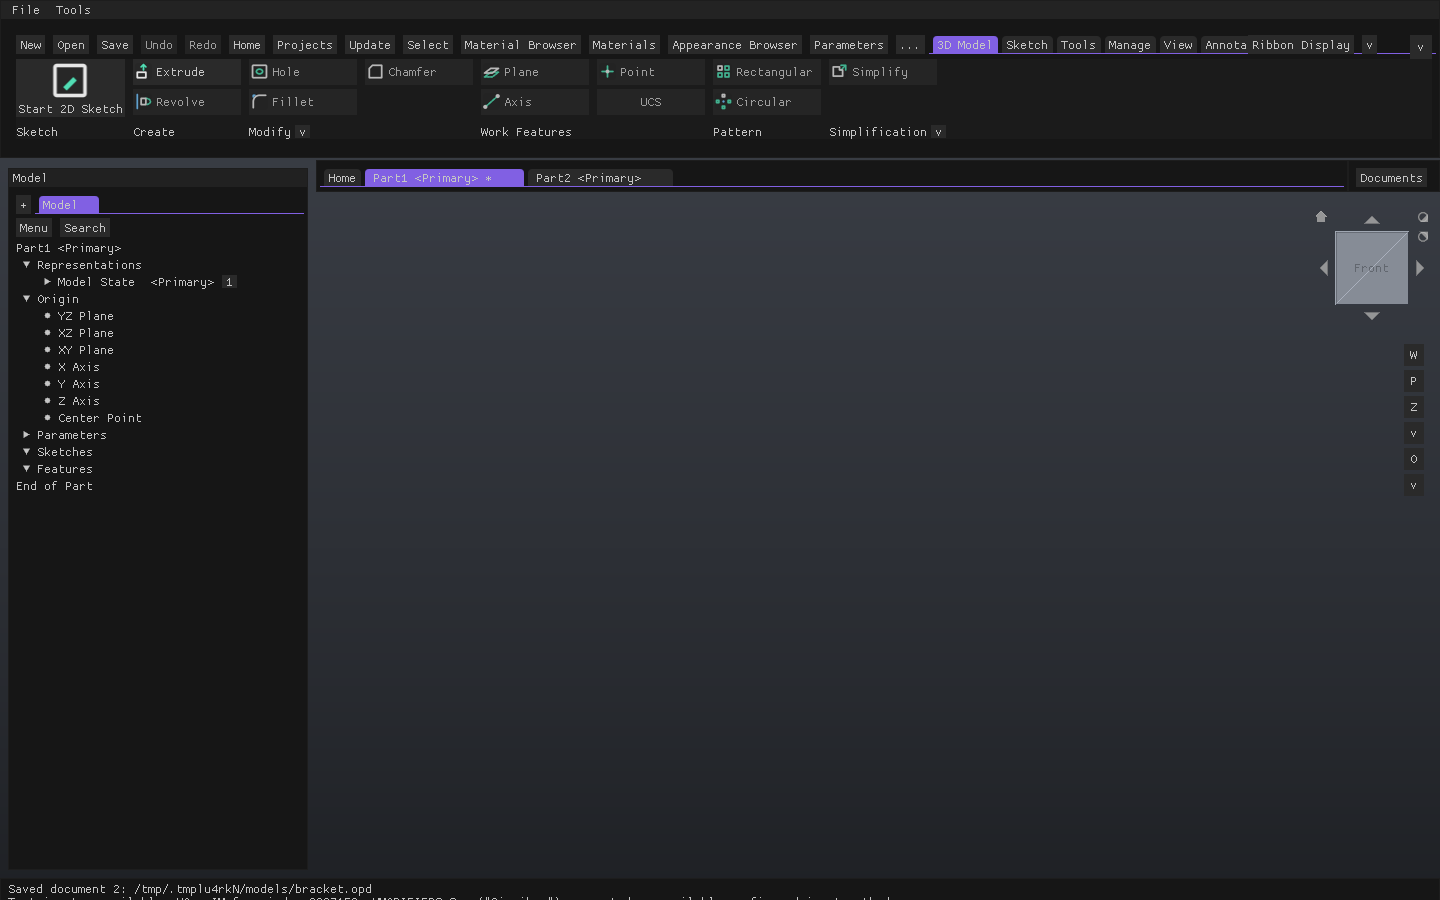 File Tools
New Open Save Undo Redo Home Projects Update Select Material Browser Materials Appearance Browser Parameters ... 3D Model Sketch Tools Manage View Annota Ribbon Display v v
Start 2D Sketch
Extrude Hole Chamfer Plane Point Rectangular Simplify
Revolve Fillet Axis UCS Circular
Sketch Create Modify v Work Features Pattern Simplification v
Model
Home Part1 <Primary> * Part2 <Primary> Documents
+ Model
Menu Search
Part1 <Primary>
Representations
Model State <Primary> 1
Origin
YZ Plane
XZ Plane
XY Plane
X Axis
Y Axis
Z Axis
Center Point
Parameters
Sketches
Features
End of Part
Front
W
P
Z
v
O
v
Saved document 2: /tmp/.tmplu4rkN/models/bracket.opd